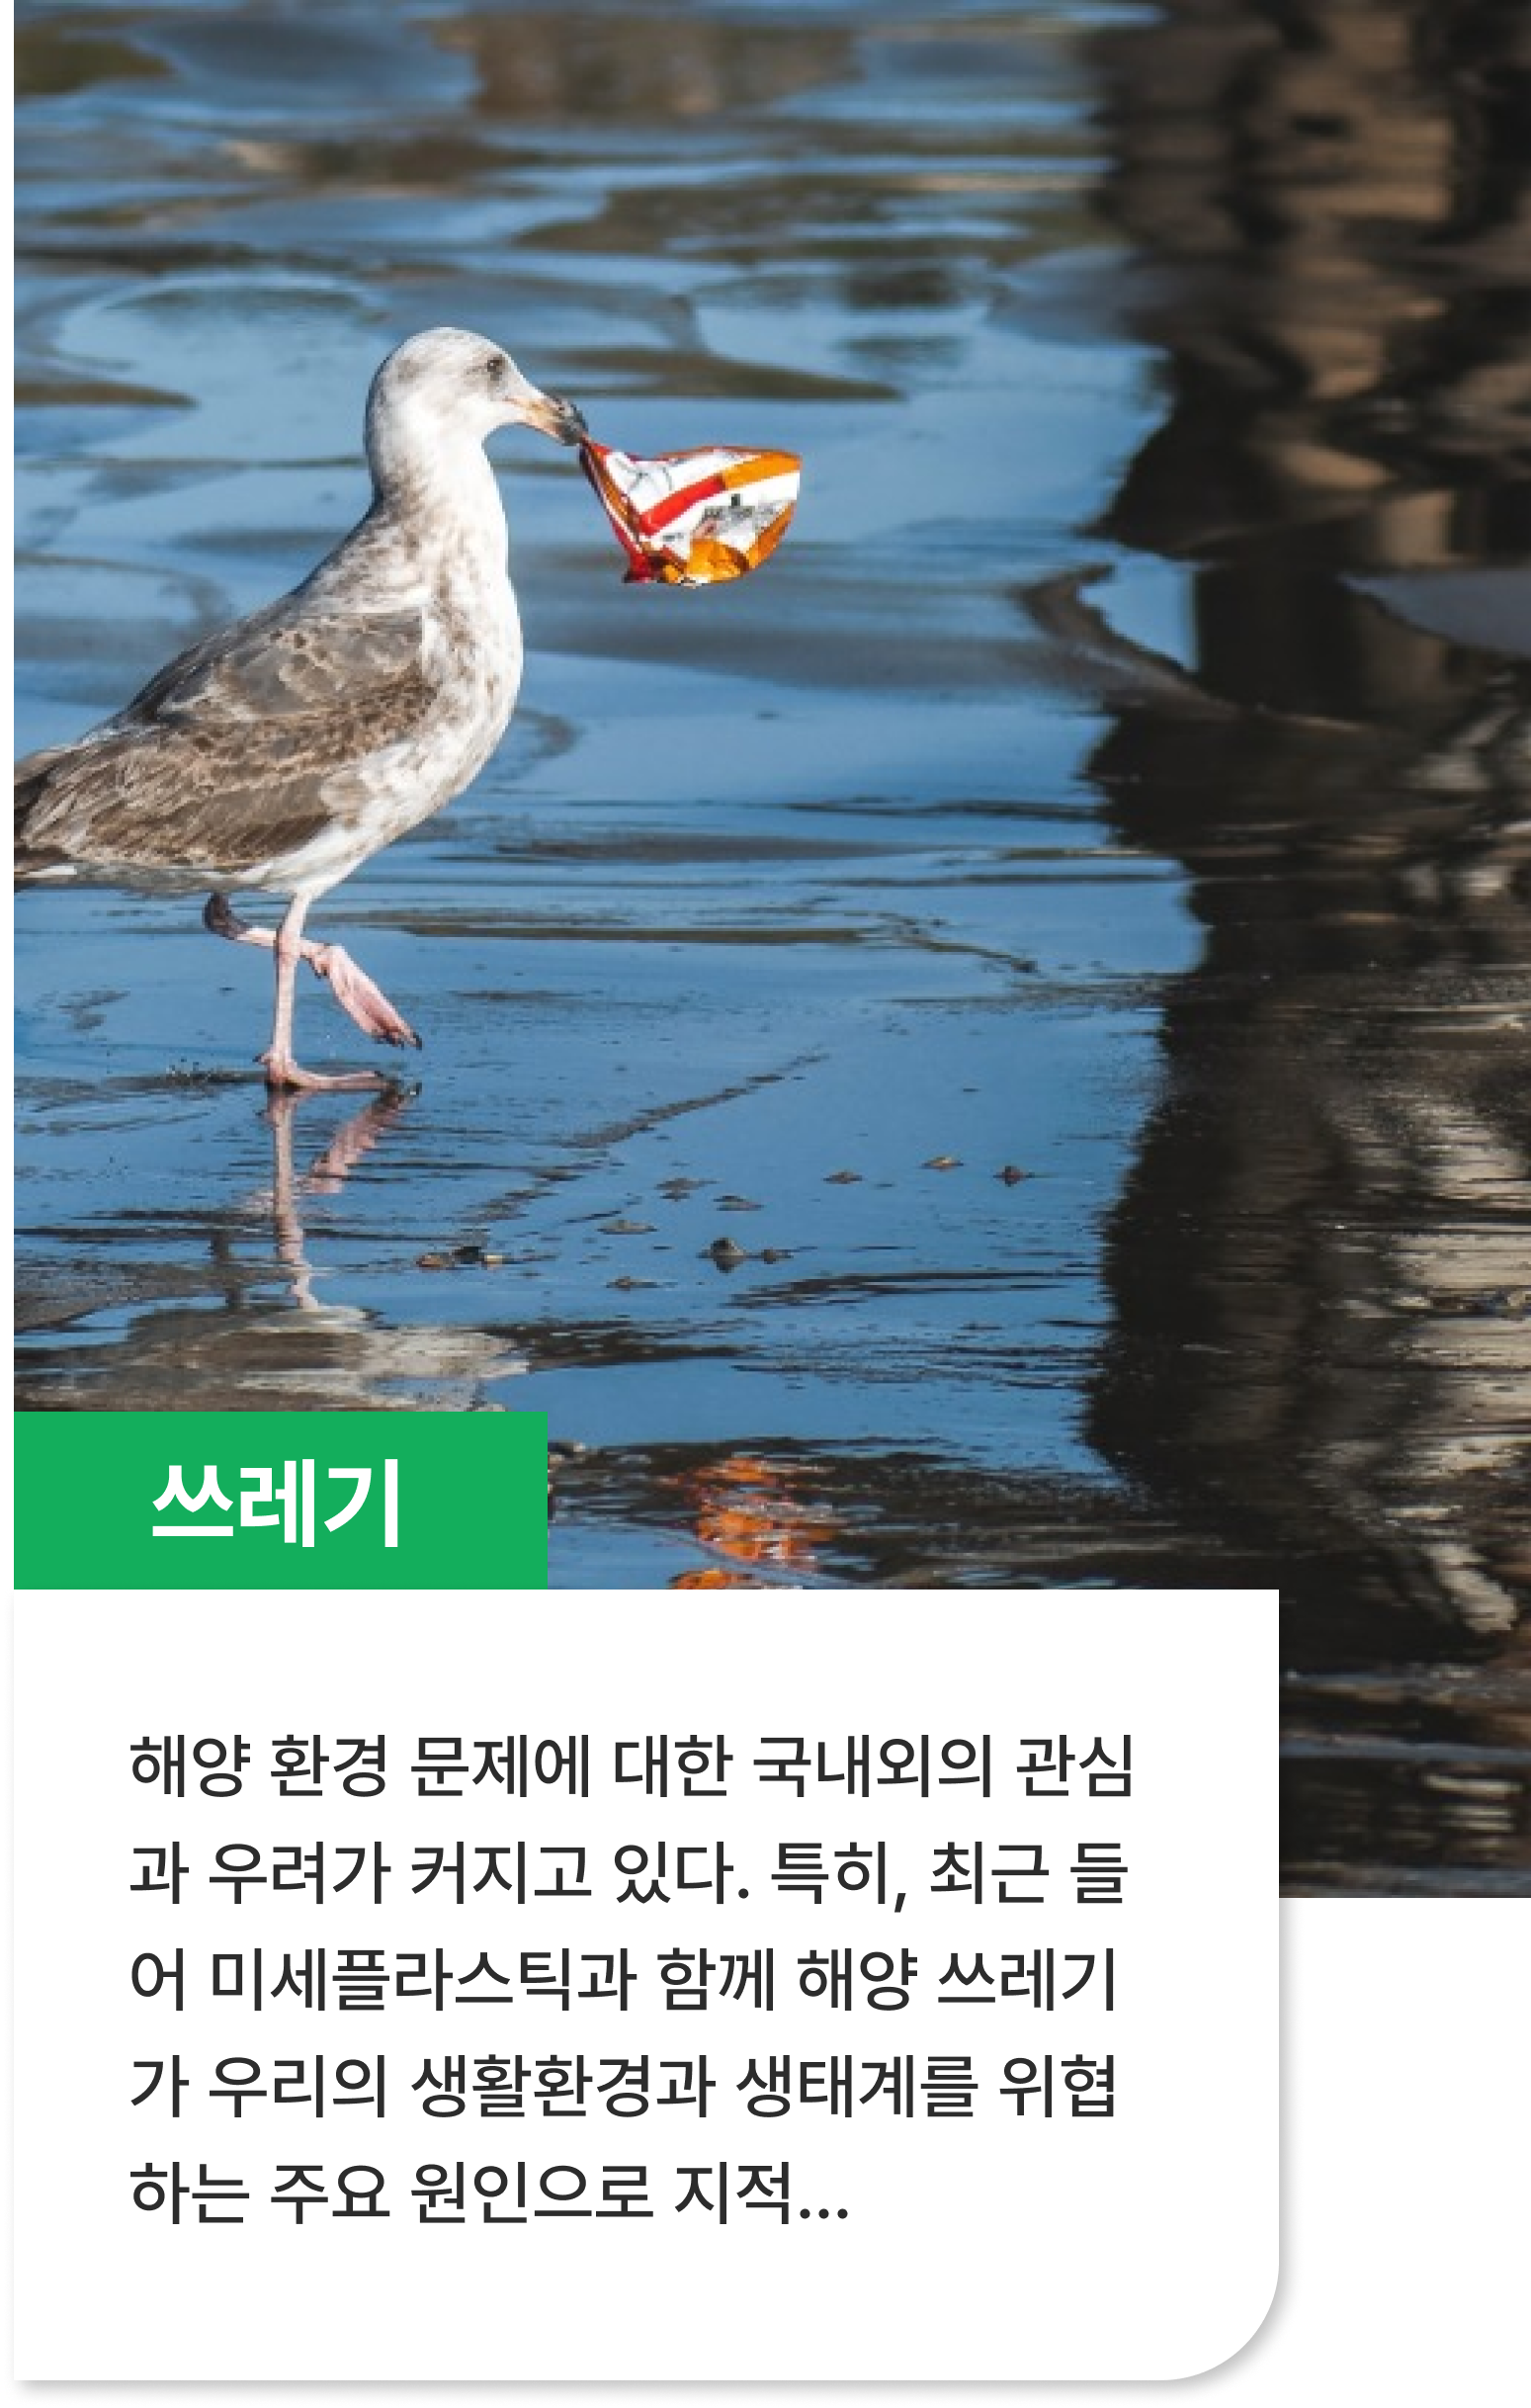 쓰레기
해양 환경 문제에 대한 국내외의 관심
과 우려가 커지고 있다. 특히, 최근 들
어 미세플라스틱과 함께 해양 쓰레기
가 우리의 생활환경과 생태계를 위협
하는 주요 원인으로 지적...